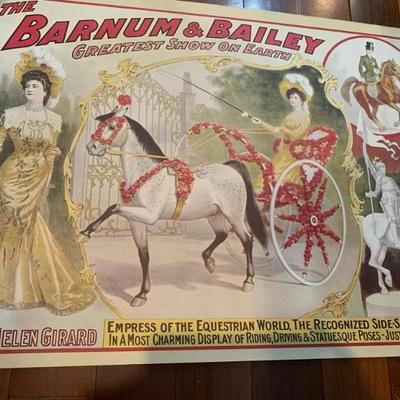 THE
BARNUM & BAILEY
GREATEST SHOW ON EARTH
HELEN GIRARD
EMPRESS OF THE EQUESTRIAN WORLD, THE RECOGNIZED SIDE-S
IN A MOST CHARMING DISPLAY OF RIDING, DRIVING & STATUESQUE POSES-JUS